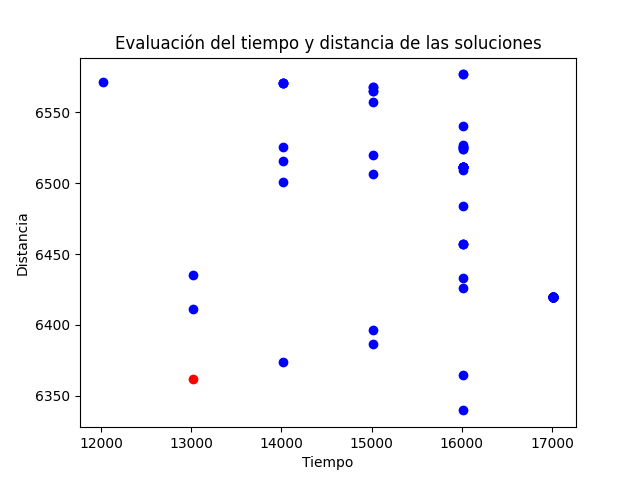 Evaluación del tiempo y distancia de las soluciones
6550
6500
6450
6400
6350
Distancia
12000 13000 14000 15000 16000 17000
Tiempo